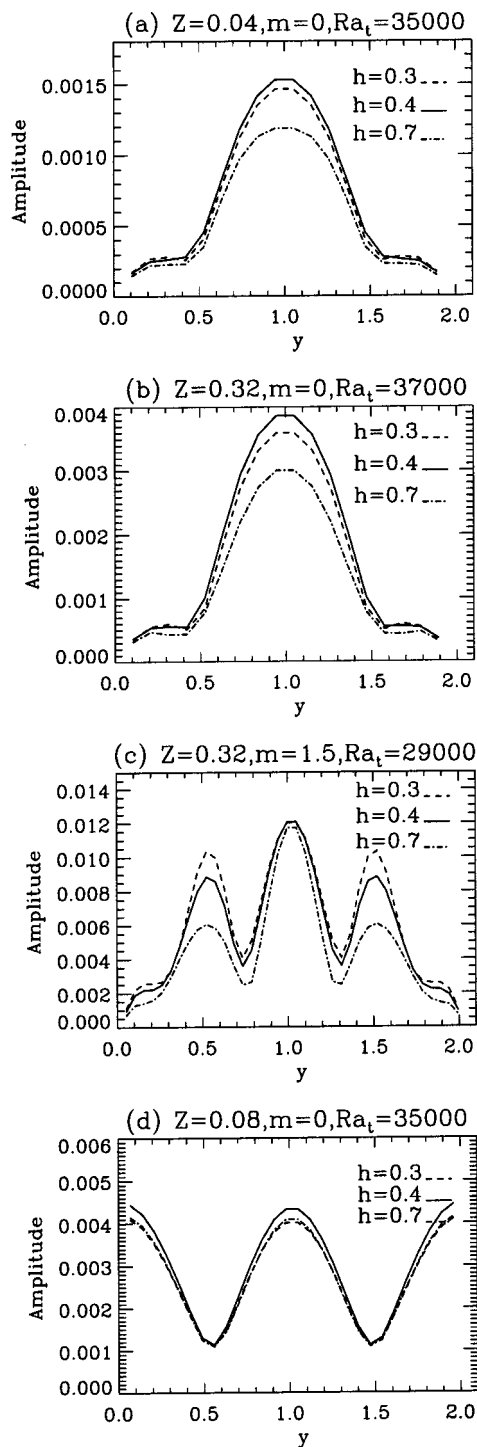 (a) Z=0.04,m=0,Ra_t=35000
Amplitude
0.0015
0.0010
0.0005
0.0000
h=0.3
h=0.4
h=0.7
0.0 0.5 1.0 1.5 2.0
y
(b) Z=0.32,m=0,Ra_t=37000
Amplitude
0.004
0.003
0.002
0.001
0.000
h=0.3
h=0.4
h=0.7
0.0 0.5 1.0 1.5 2.0
y
(c) Z=0.32,m=1.5,Ra_t=29000
Amplitude
0.014
0.012
0.010
0.008
0.006
0.004
0.002
0.000
h=0.3
h=0.4
h=0.7
0.0 0.5 1.0 1.5 2.0
y
(d) Z=0.08,m=0,Ra_t=35000
Amplitude
0.006
0.005
0.004
0.003
0.002
0.001
0.000
h=0.3
h=0.4
h=0.7
0.0 0.5 1.0 1.5 2.0
y